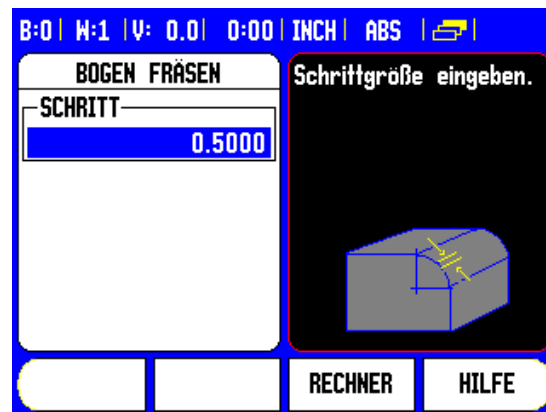 B:0| W:1 |V: 0.0| 0:00| INCH| ABS |
BOGEN FRÄSEN
SCHRITT
0.5000
Schrittgröße eingeben.
RECHNER
HILFE